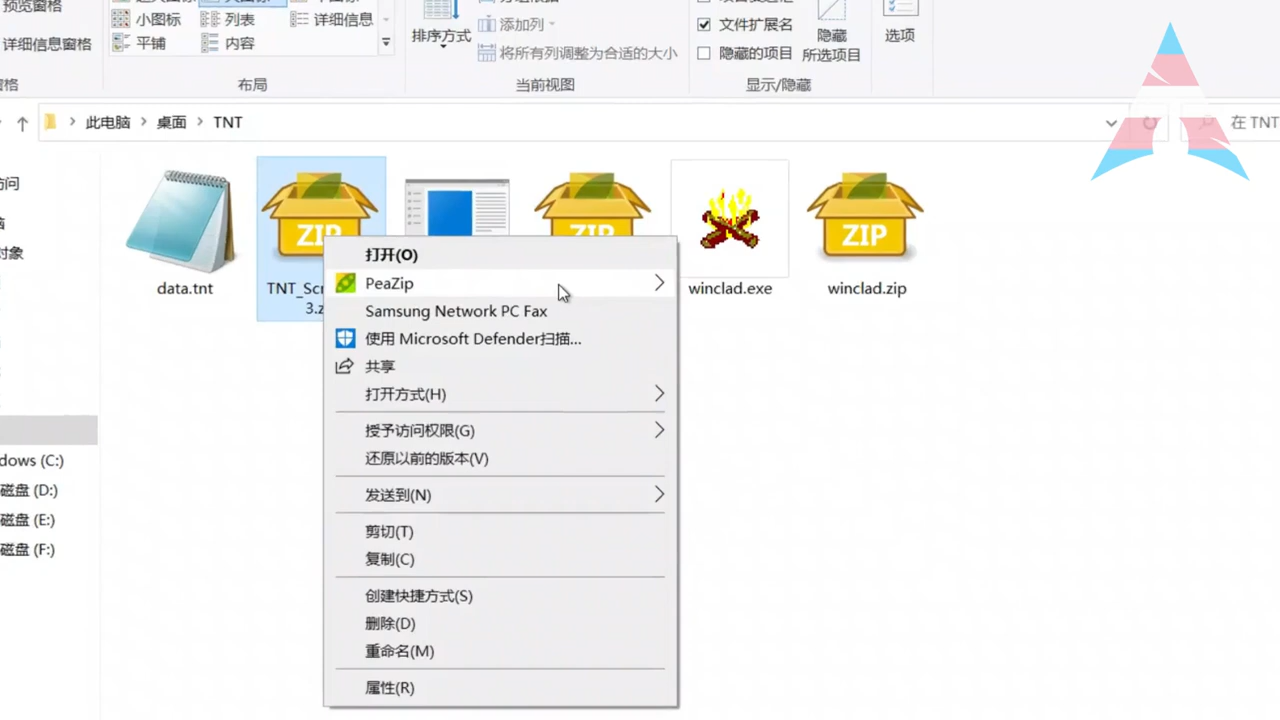 预览窗格
小图标
列表
详细信息
平铺
内容
详细信息窗格
布局
排序方式
添加列
将所有列调整为合适的大小
当前视图
文件扩展名
隐藏的项目
隐藏
所选项目
显示/隐藏
选项
此电脑
桌面
TNT
在 TNT
data.tnt
winclad.exe
winclad.zip
ZIP
打开(O)
PeaZip
Samsung Network PC Fax
使用 Microsoft Defender扫描...
共享
打开方式(H)
授予访问权限(G)
还原以前的版本(V)
发送到(N)
剪切(T)
复制(C)
创建快捷方式(S)
删除(D)
重命名(M)
属性(R)
对象
dows (C:)
磁盘 (D:)
磁盘 (E:)
磁盘 (F:)